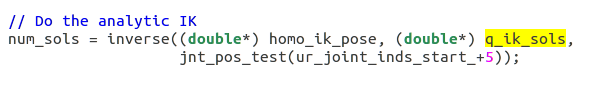 // Do the analytic IK
num_sols = inverse((double*) homo_ik_pose, (double*) q_ik_sols,
jnt_pos_test(ur_joint_inds_start_+5));